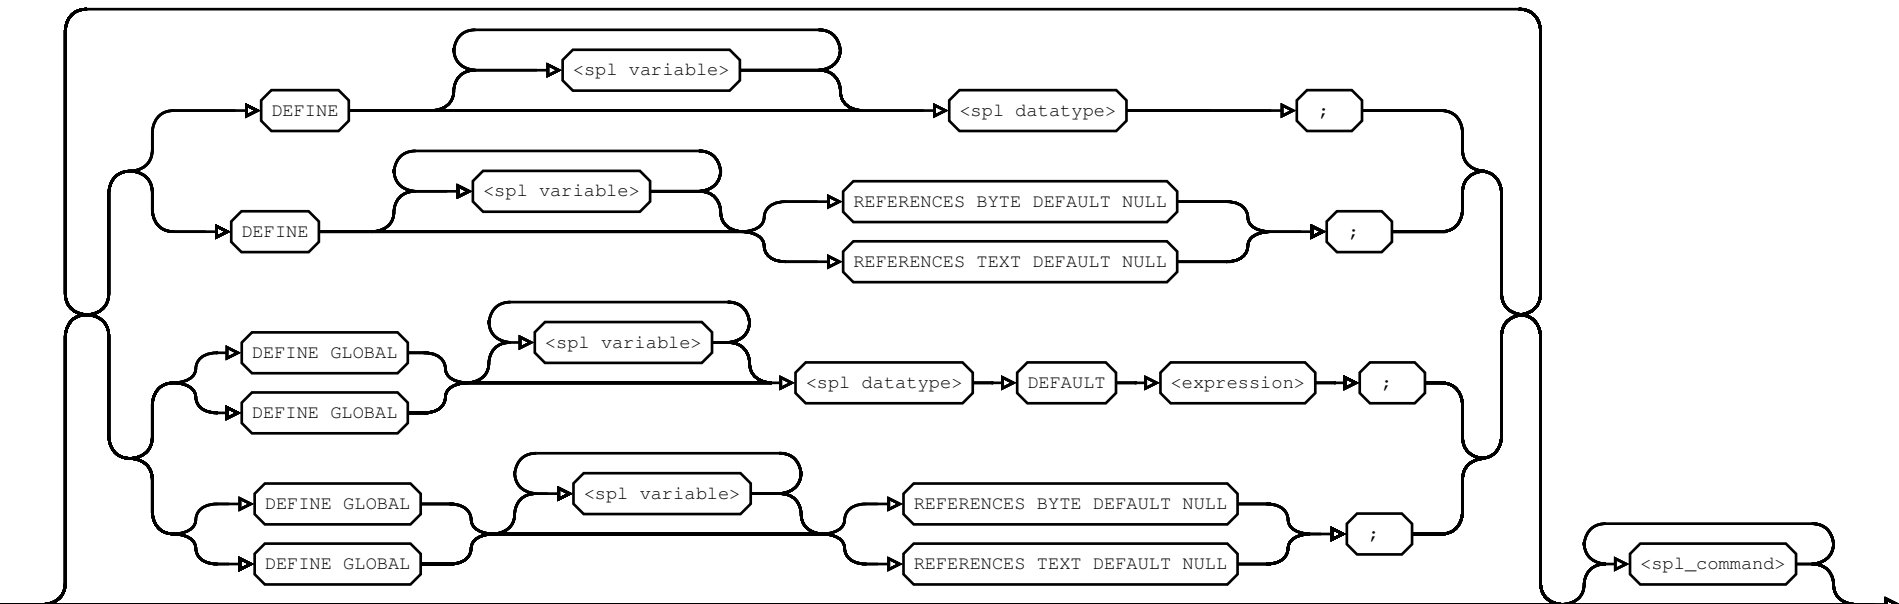 <spl variable>
DEFINE <spl datatype> ;
<spl variable>
DEFINE REFERENCES BYTE DEFAULT NULL ;
REFERENCES TEXT DEFAULT NULL
<spl variable>
DEFINE GLOBAL
<spl datatype> DEFAULT <expression> ;
DEFINE GLOBAL
<spl variable>
DEFINE GLOBAL REFERENCES BYTE DEFAULT NULL
;
DEFINE GLOBAL REFERENCES TEXT DEFAULT NULL <spl_command>